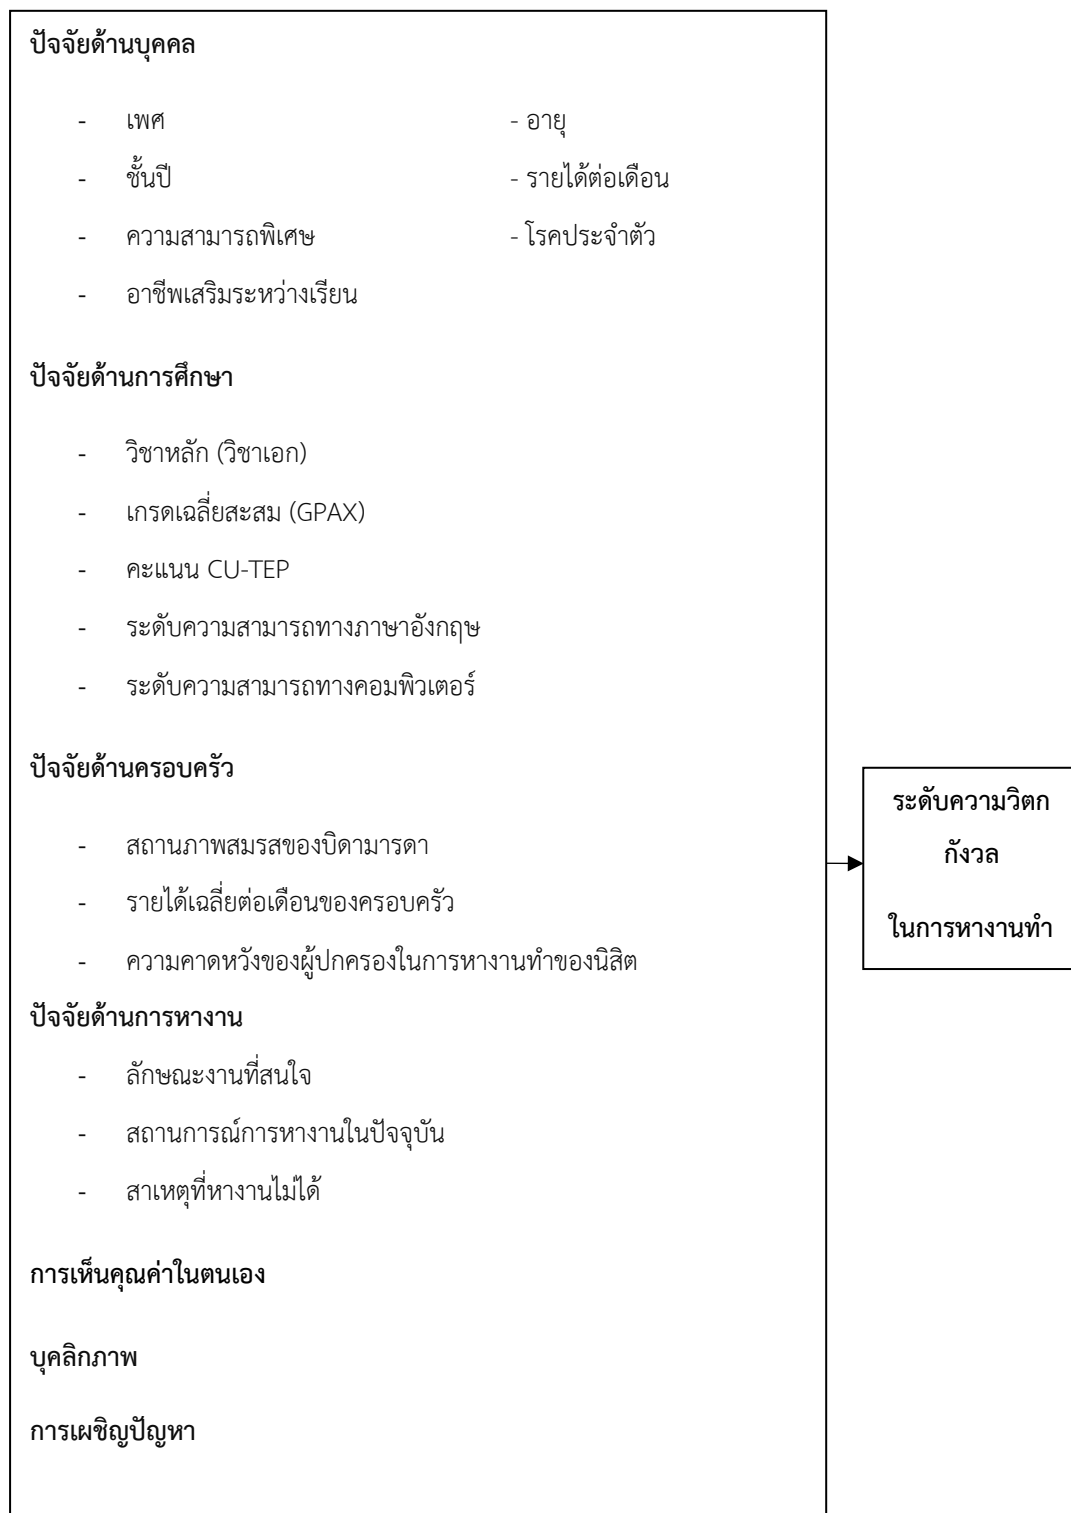 ปัจจัยด้านบุคคล
- เพศ - อายุ
- ชั้นปี - รายได้ต่อเดือน
- ความสามารถพิเศษ - โรคประจำตัว
- อาชีพเสริมระหว่างเรียน
ปัจจัยด้านการศึกษา
- วิชาหลัก (วิชาเอก)
- เกรดเฉลี่ยสะสม (GPAX)
- คะแนน CU-TEP
- ระดับความสามารถทางภาษาอังกฤษ
- ระดับความสามารถทางคอมพิวเตอร์
ปัจจัยด้านครอบครัว
- สถานภาพสมรสของบิดามารดา
- รายได้เฉลี่ยต่อเดือนของครอบครัว
- ความคาดหวังของผู้ปกครองในการหางานทำของนิสิต
ปัจจัยด้านการหางาน
- ลักษณะงานที่สนใจ
- สถานการณ์การหางานในปัจจุบัน
- สาเหตุที่หางานไม่ได้
การเห็นคุณค่าในตนเอง
บุคลิกภาพ
การเผชิญปัญหา
ระดับความวิตก
กังวล
ในการหางานทำ